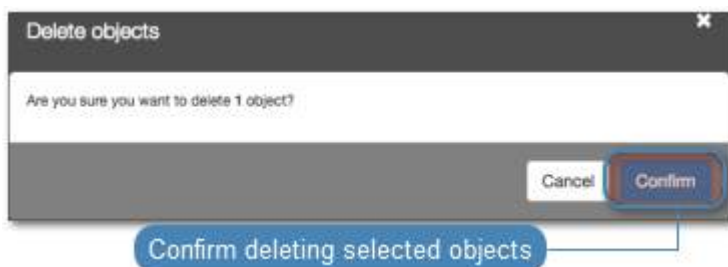 Delete objects
Are you sure you want to delete 1 object?
Cancel Confirm
Confirm deleting selected objects